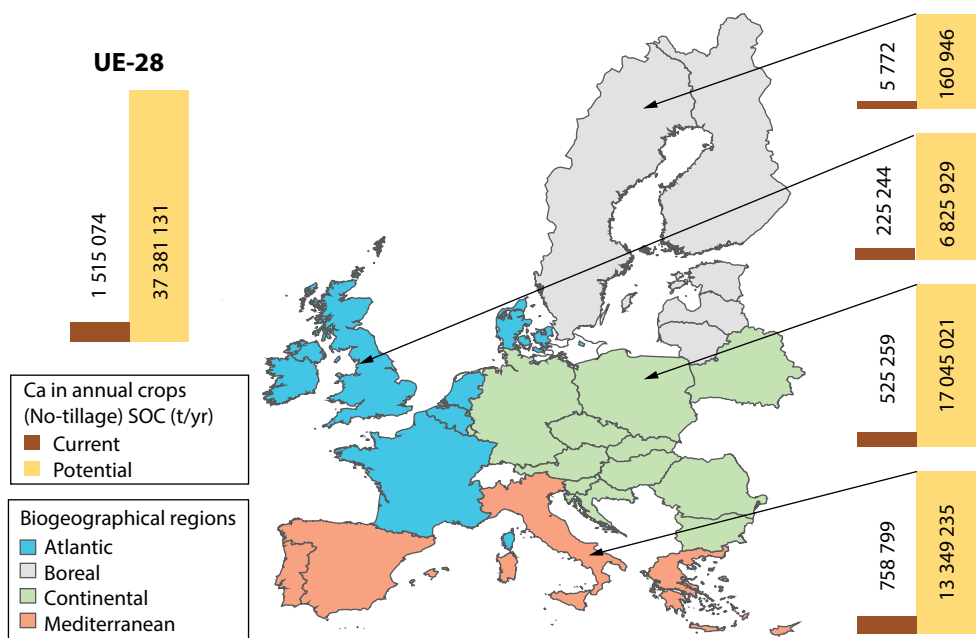 UE-28
1 515 074
37 381 131
Ca in annual crops
(No-tillage) SOC (t/yr)
Current
Potential
Biogeographical regions
Atlantic
Boreal
Continental
Mediterranean
5 772
160 946
225 244
6 825 929
525 259
17 045 021
758 799
13 349 235